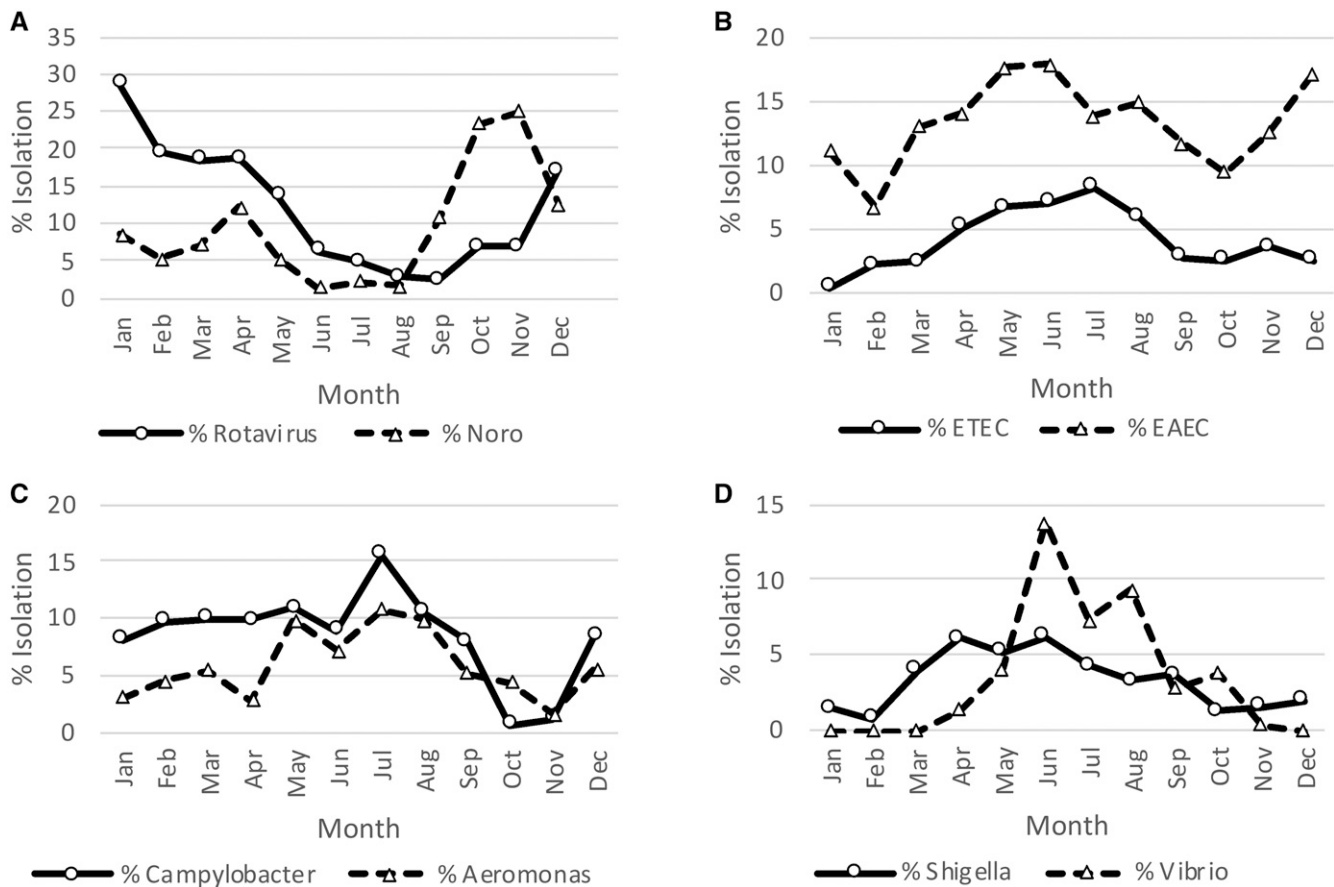 A
35
30
25
20
15
10
5
0
% Isolation
Jan Feb Mar Apr May Jun Jul Aug Sep Oct Nov Dec
Month
% Rotavirus % Noro
B
20
15
10
5
0
% Isolation
Jan Feb Mar Apr May Jun Jul Aug Sep Oct Nov Dec
Month
% ETEC % EAEC
C
20
15
10
5
0
% Isolation
Jan Feb Mar Apr May Jun Jul Aug Sep Oct Nov Dec
Month
% Campylobacter % Aeromonas
D
15
10
5
0
% Isolation
Jan Feb Mar Apr May Jun Jul Aug Sep Oct Nov Dec
Month
% Shigella % Vibrio